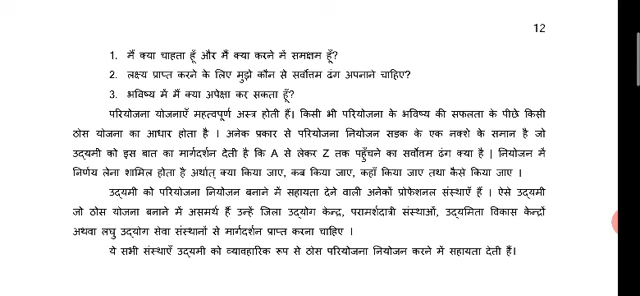 12
1. मैं क्या चाहता हूँ और मैं क्या करने में समक्षम हूँ?
2. लक्ष्य प्राप्त करने के लिए मुझे कौन से सर्वोत्तम ढंग अपनाने चाहिए?
3. भविष्य में मैं क्या अपेक्षा कर सकता हूँ?
परियोजना योजनाएँ महत्वपूर्ण अस्त्र होती हैं। किसी भी परियोजना के भविष्य की सफलता के पीछे किसी
ठोस योजना का आधार होता है । अनेक प्रकार से परियोजना नियोजन सड़क के एक नक्शे के समान है जो
उद्यमी को इस बात का मार्गदर्शन देती है कि A से लेकर Z तक पहुँचने का सर्वोत्तम ढंग क्या है | नियोजन में
निर्णय लेना शामिल होता है अर्थात् क्या किया जाए, कब किया जाए, कहाँ किया जाए तथा कैसे किया जाए ।
उद्यमी को परियोजना नियोजन बनाने में सहायता देने वाली अनेकों प्रोफेशनल संस्थाएँ हैं । ऐसे उद्यमी
जो ठोस योजना बनाने में असमर्थ हैं उन्हें जिला उद्योग केन्द्र, परामर्शदात्री संस्थाओं, उद्यमिता विकास केन्द्रों
अथवा लघु उद्योग सेवा संस्थानों से मार्गदर्शन प्राप्त करना चाहिए ।
ये सभी संस्थाएँ उद्यमी को व्यावहारिक रूप से ठोस परियोजना नियोजन करने में सहायता देती हैं।